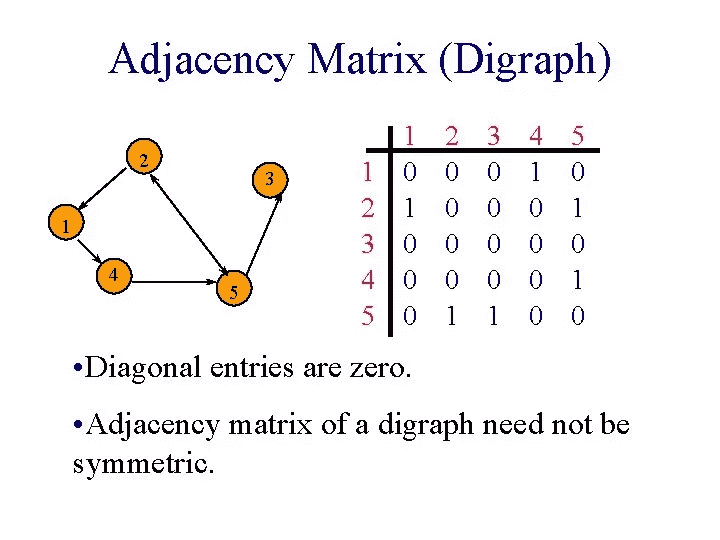 Adjacency Matrix (Digraph)
2
3
1
4
5
1 2 3 4 5
1 0 0 0 1 0
2 1 0 0 0 1
3 0 0 0 0 0
4 0 0 0 0 1
5 0 1 1 0 0
•Diagonal entries are zero.
•Adjacency matrix of a digraph need not be
symmetric.